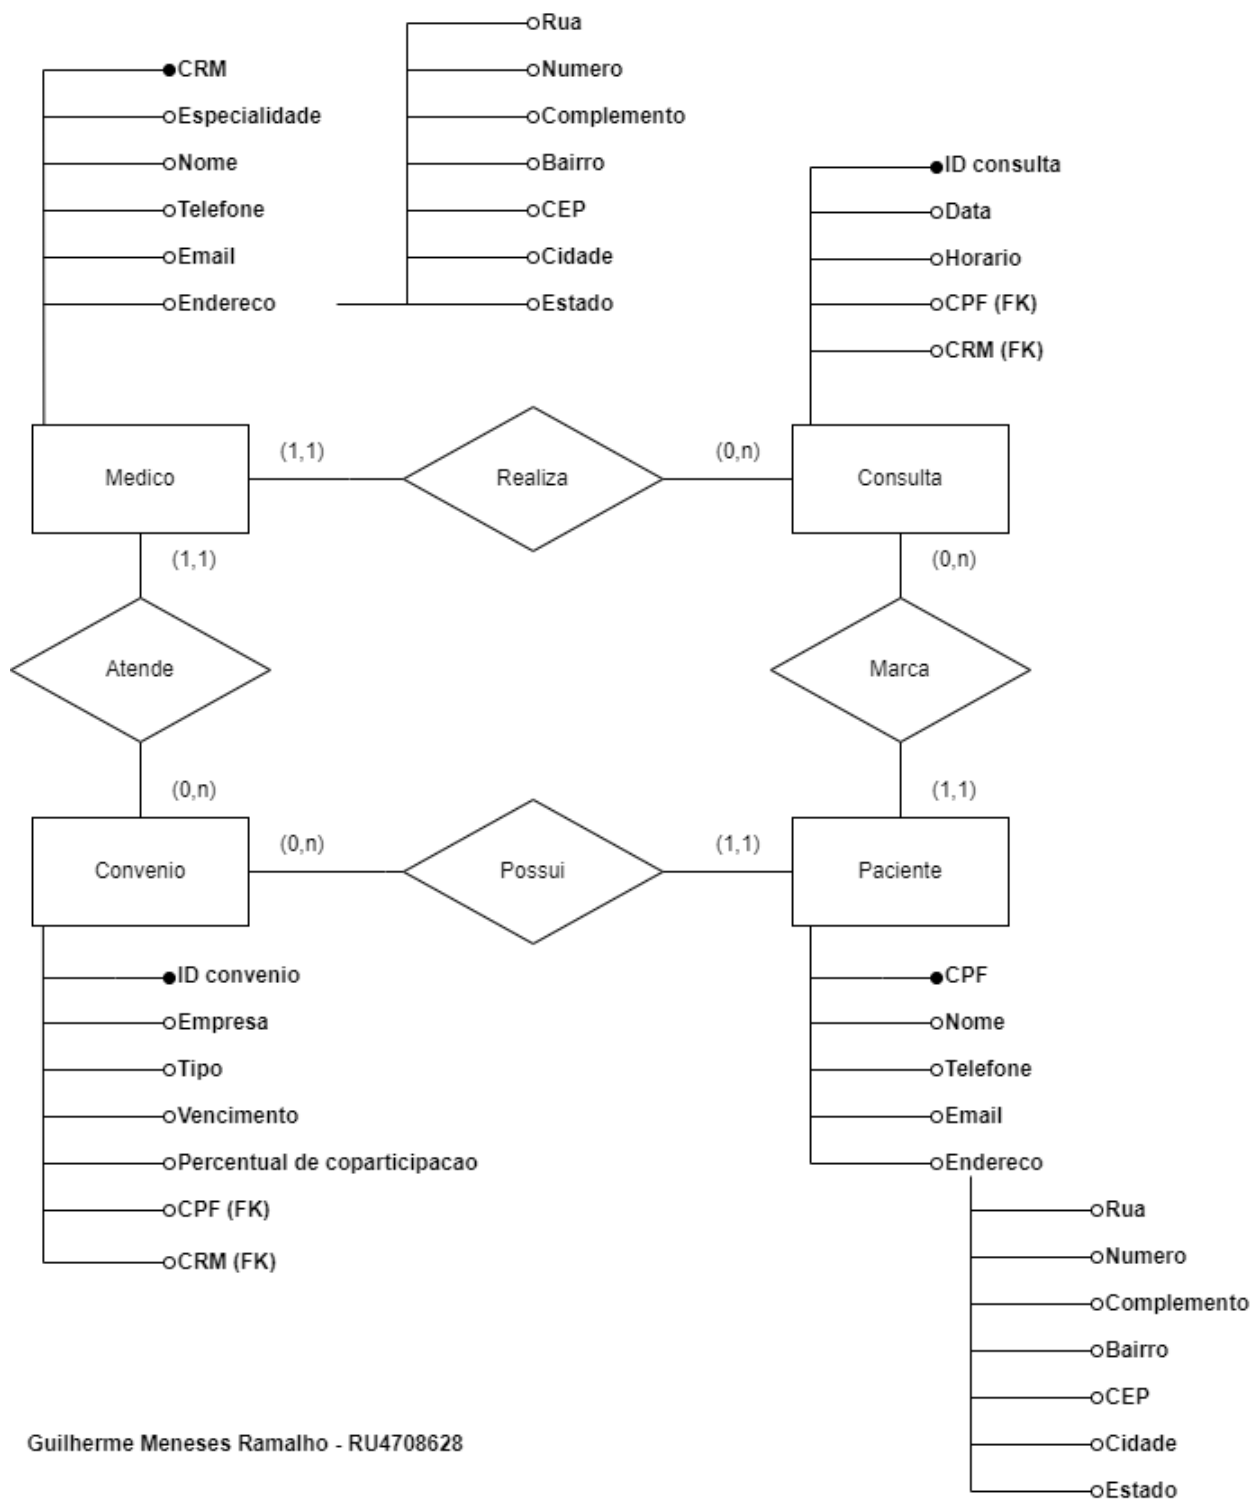 CRM
Especialidade
Nome
Telefone
Email
Endereco
Rua
Numero
Complemento
Bairro
CEP
Cidade
Estado
ID consulta
Data
Horario
CPF (FK)
CRM (FK)
Medico
(1,1)
Realiza
(0,n)
Consulta
(1,1)
(0,n)
Atende
Marca
(0,n)
(1,1)
Convenio
(0,n)
Possui
(1,1)
Paciente
ID convenio
Empresa
Tipo
Vencimento
Percentual de coparticipacao
CPF (FK)
CRM (FK)
CPF
Nome
Telefone
Email
Endereco
Rua
Numero
Complemento
Bairro
CEP
Cidade
Estado
Guilherme Meneses Ramalho - RU4708628